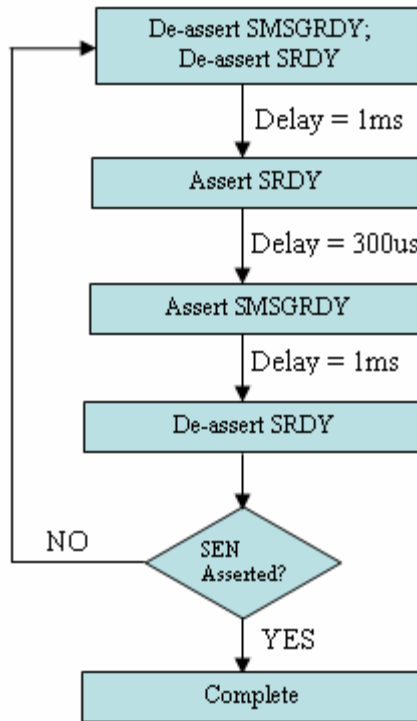 De-assert SMSGRDY;
De-assert SRDY
Delay = 1ms
Assert SRDY
Delay = 300us
Assert SMSGRDY
Delay = 1ms
De-assert SRDY
SEN
Asserted?
NO
YES
Complete